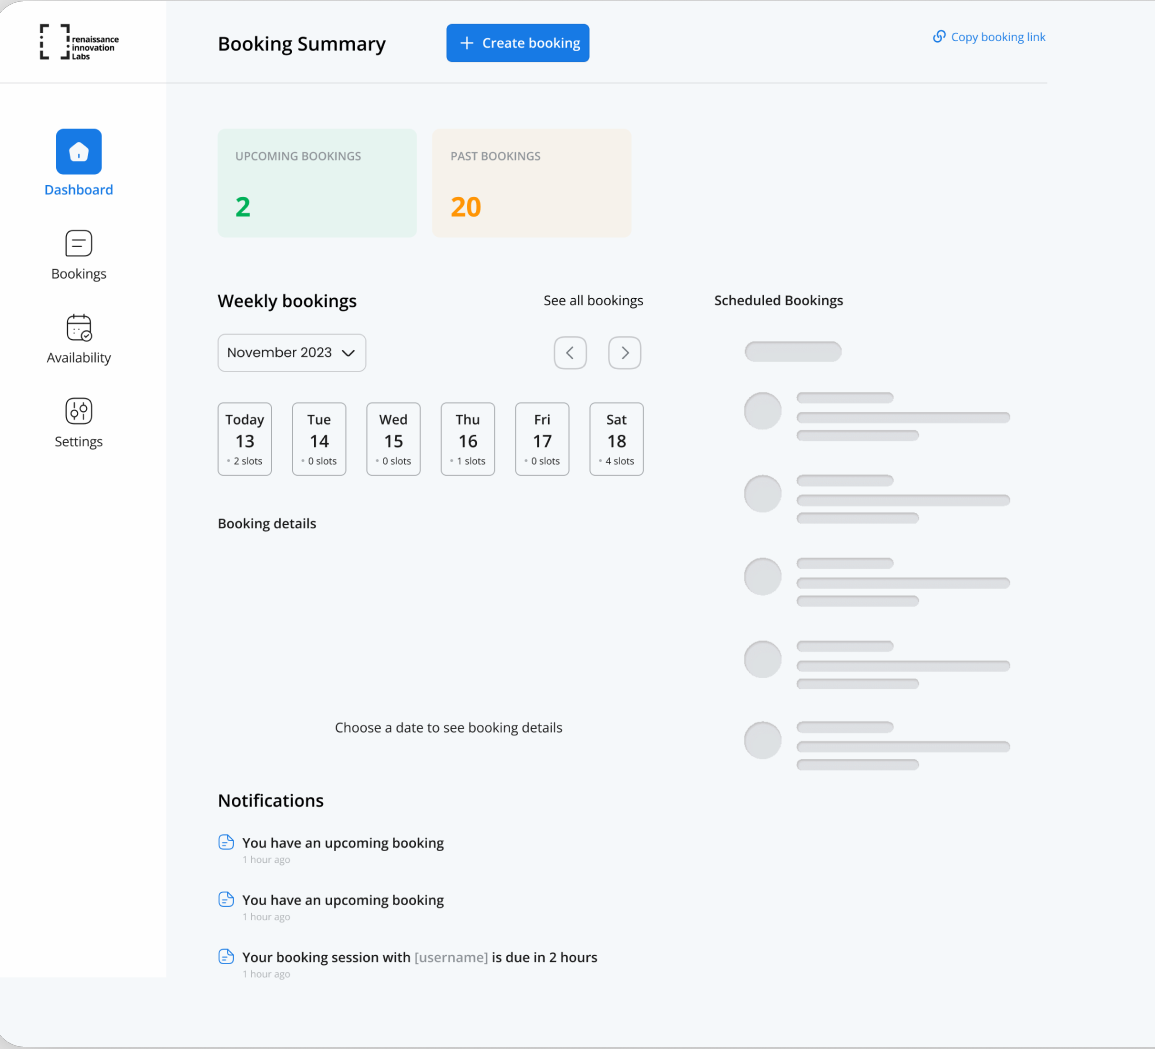 renaissance
innovation
Labs
Booking Summary
Create booking
Copy booking link
Dashboard
Bookings
Availability
Settings
UPCOMING BOOKINGS
2
PAST BOOKINGS
20
Weekly bookings
See all bookings
November 2023
Today
13
• 2 slots
Tue
14
• 0 slots
Wed
15
• 0 slots
Thu
16
• 1 slots
Fri
17
• 0 slots
Sat
18
• 4 slots
Booking details
Choose a date to see booking details
Scheduled Bookings
Notifications
You have an upcoming booking
1 hour ago
You have an upcoming booking
1 hour ago
Your booking session with [username] is due in 2 hours
1 hour ago